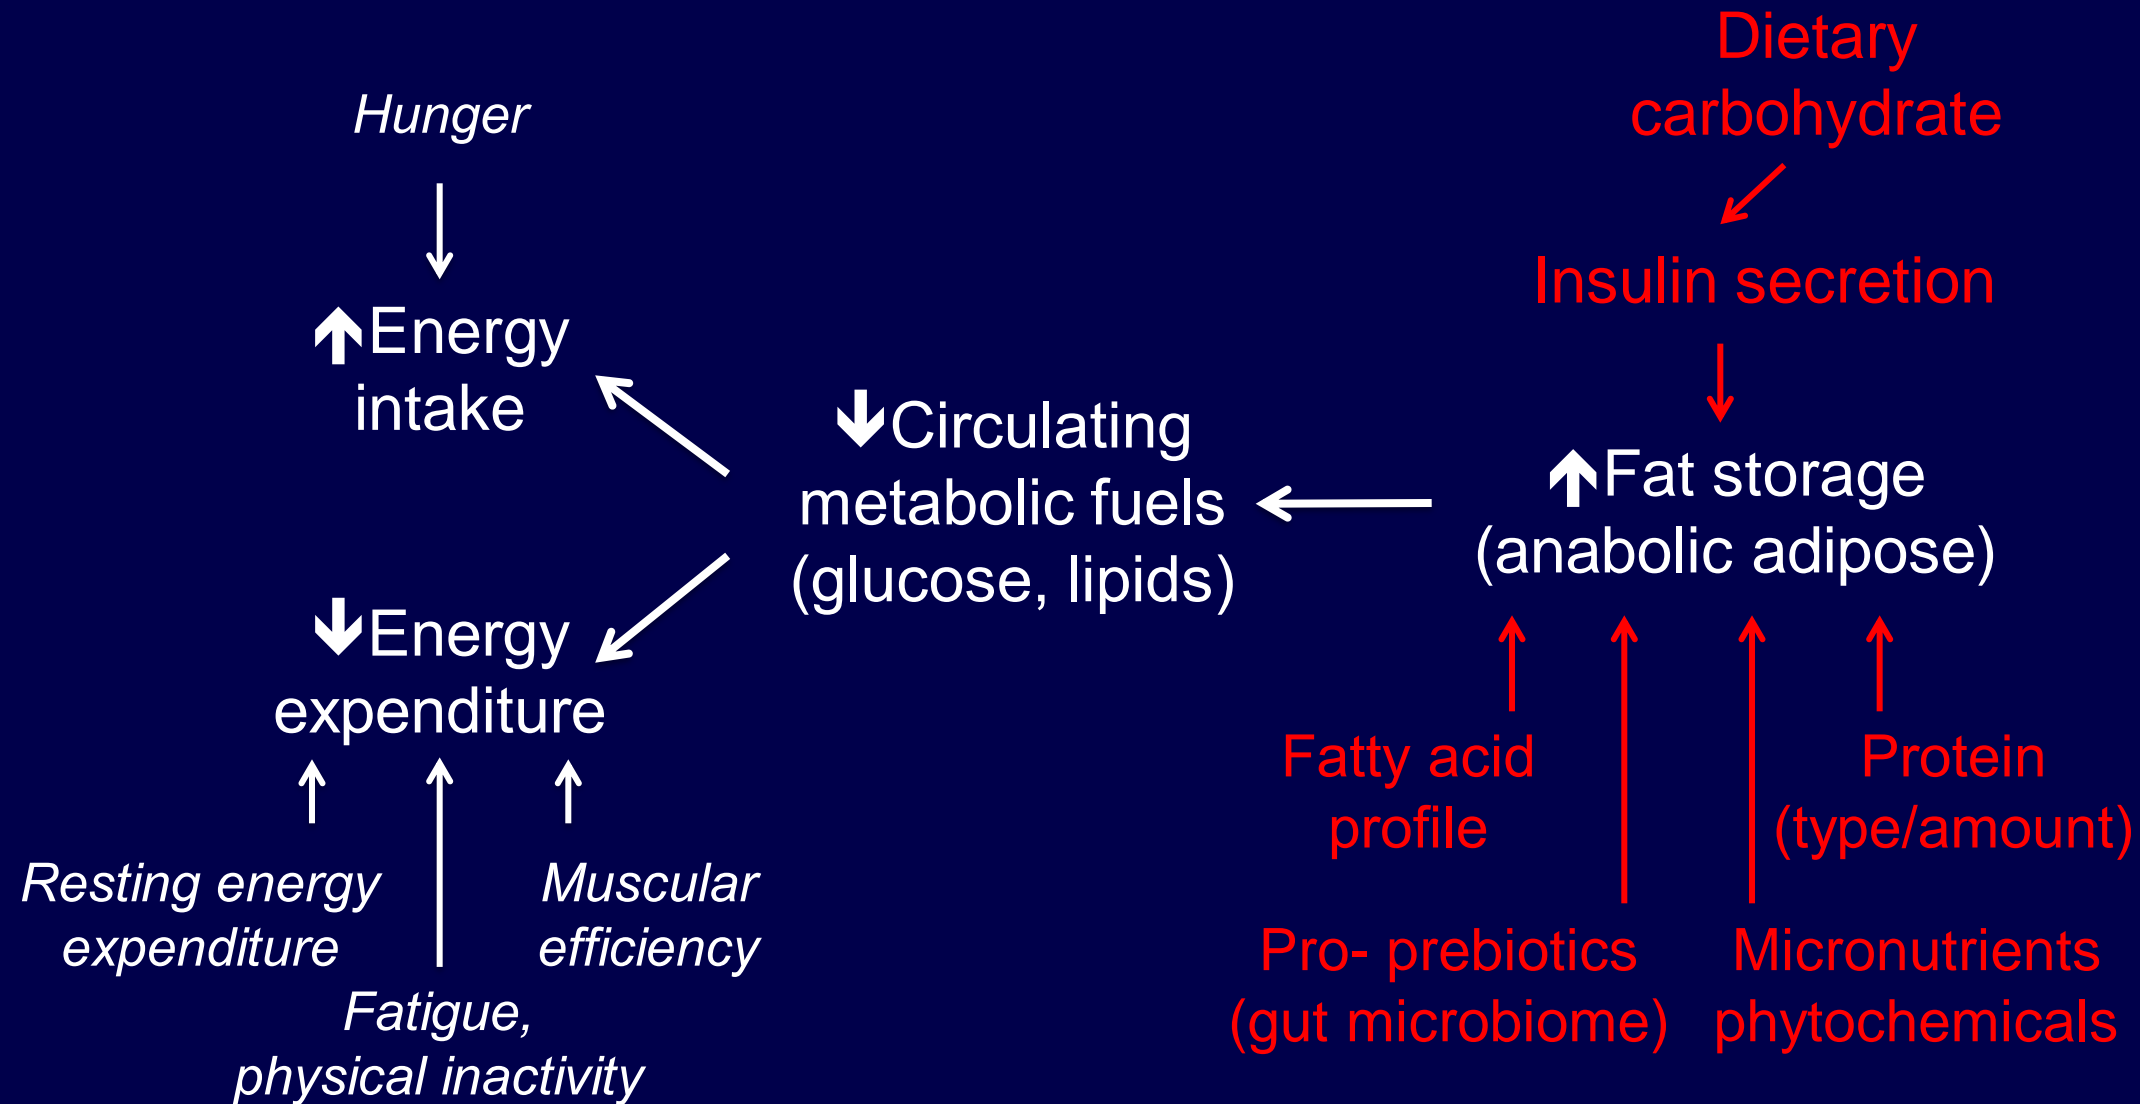 Hunger
🡹Energy
intake
🡻Energy
expenditure
Resting energy
expenditure
Muscular
efficiency
Fatigue,
physical inactivity
🡻Circulating
metabolic fuels
(glucose, lipids)
Dietary
carbohydrate
Insulin secretion
🡹Fat storage
(anabolic adipose)
Fatty acid
profile
Protein
(type/amount)
Pro- prebiotics
(gut microbiome)
Micronutrients
phytochemicals